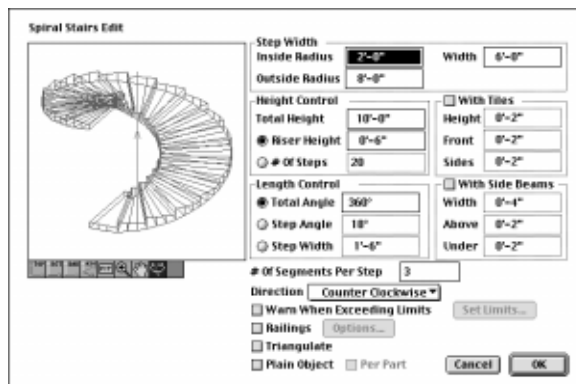 Spiral Stairs Edit
Step Width
Inside Radius 2'-0" Width 6'-0"
Outside Radius 8'-0"
Height Control With Tiles
Total Height 10'-0" Height 0'-2"
Riser Height 0'-6" Front 0'-2"
# Of Steps 20 Sides 0'-2"
Length Control With Side Beams
Total Angle 360° Width 0'-4"
Step Angle 18° Above 0'-2"
Step Width 1'-6" Under 0'-2"
# Of Segments Per Step 3
Direction Counter Clockwise
Warn When Exceeding Limits Set Limits...
Railings Options...
Triangulate
Plain Object Per Part Cancel OK